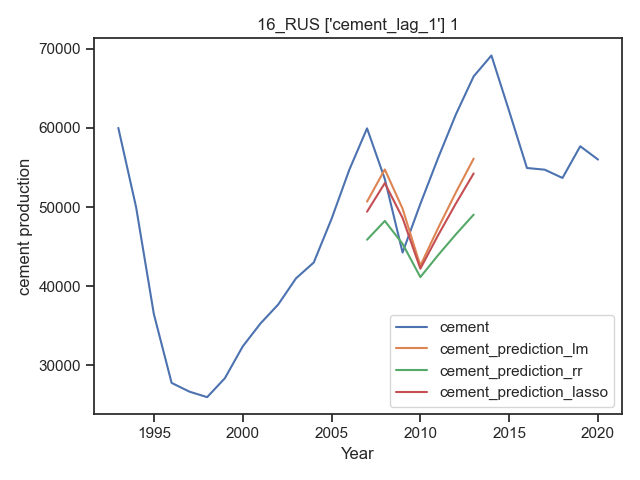 16_RUS ['cement_lag_1'] 1
70000
60000
50000
40000
30000
cement production
1995
2000
2005
2010
2015
2020
Year
cement
cement_prediction_lm
cement_prediction_rr
cement_prediction_lasso